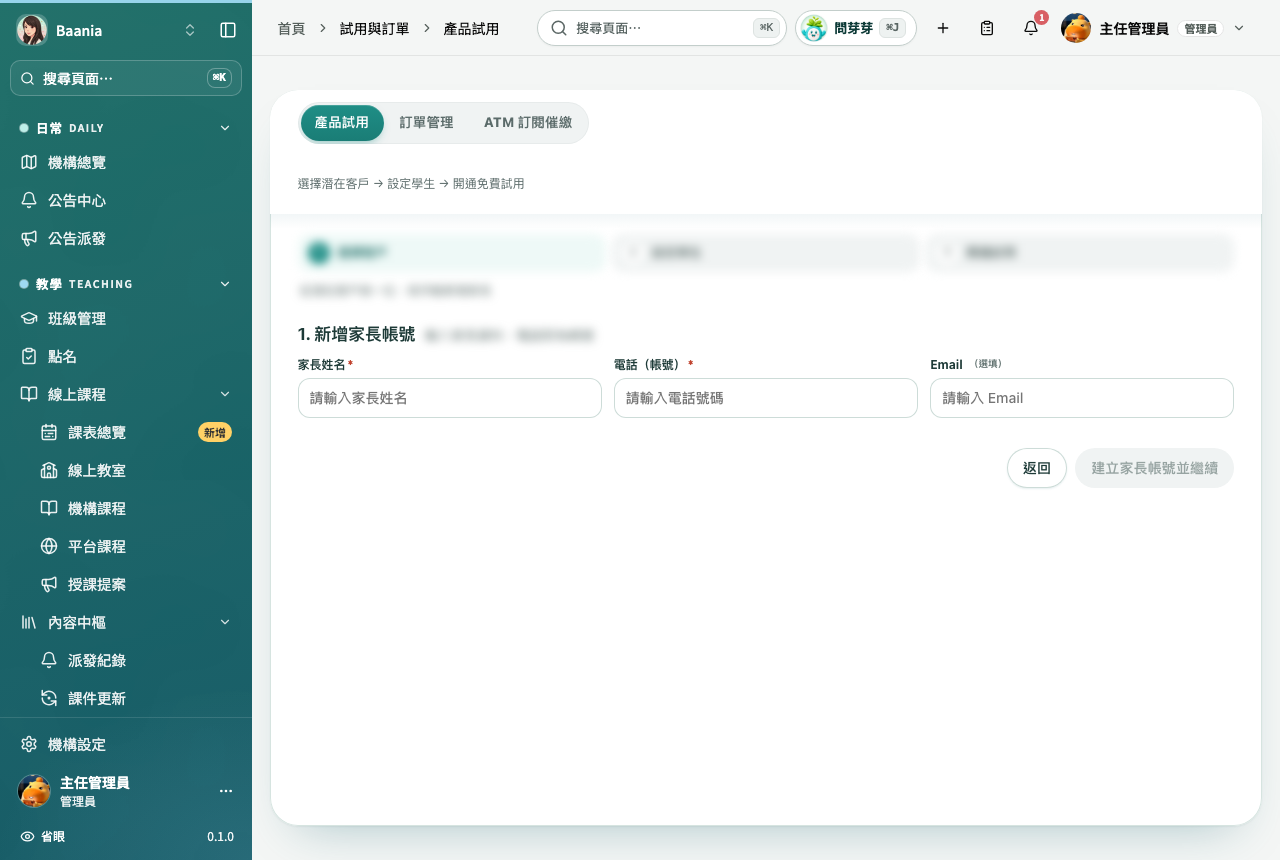 Baania
搜尋頁面⋯ ⌘K
日常 DAILY
機構總覽
公告中心
公告派發
教學 TEACHING
班級管理
點名
線上課程
課表總覽 新增
線上教室
機構課程
平台課程
授課提案
內容中樞
派發紀錄
課件更新
機構設定
主任管理員
管理員
省眼 0.1.0
首頁 試用與訂單 產品試用
搜尋頁面⋯ ⌘K
問芽芽 ⌘J
1
主任管理員 管理員
產品試用 訂單管理 ATM 訂閱催繳
選擇潛在客戶 → 設定學生 → 開通免費試用
1. 新增家長帳號
家長姓名* 電話（帳號）* Email （選填）
請輸入家長姓名 請輸入電話號碼 請輸入 Email
返回 建立家長帳號並繼續